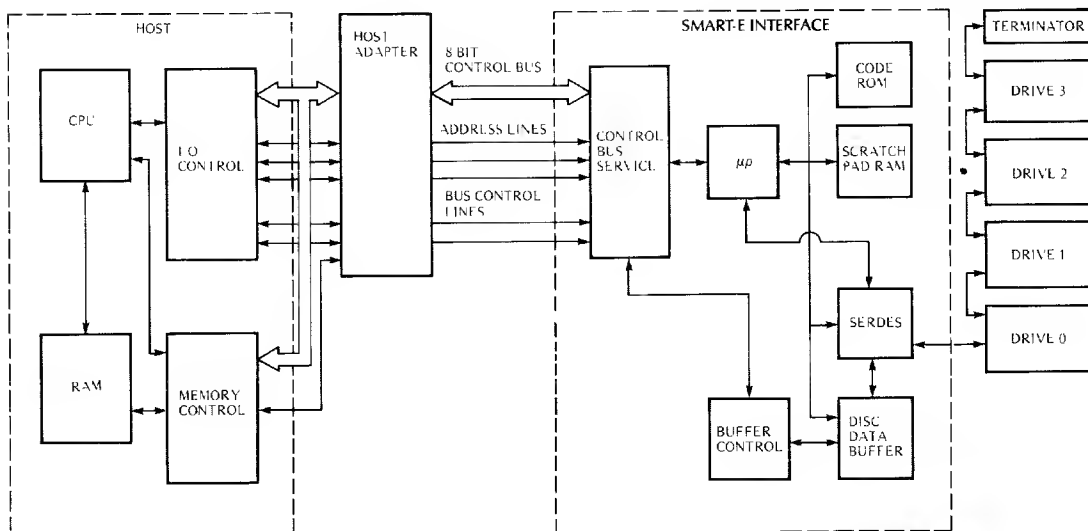 HOST
CPU
I/O
CONTROL
RAM
MEMORY
CONTROL
HOST
ADAPTER
8 BIT
CONTROL BUS
ADDRESS LINES
BUS CONTROL
LINES
SMART-E INTERFACE
CONTROL
BUS
SERVICE
μp
CODE
ROM
SCRATCH
PAD RAM
SERDES
BUFFER
CONTROL
DISC
DATA
BUFFER
TERMINATOR
DRIVE 3
DRIVE 2
DRIVE 1
DRIVE 0